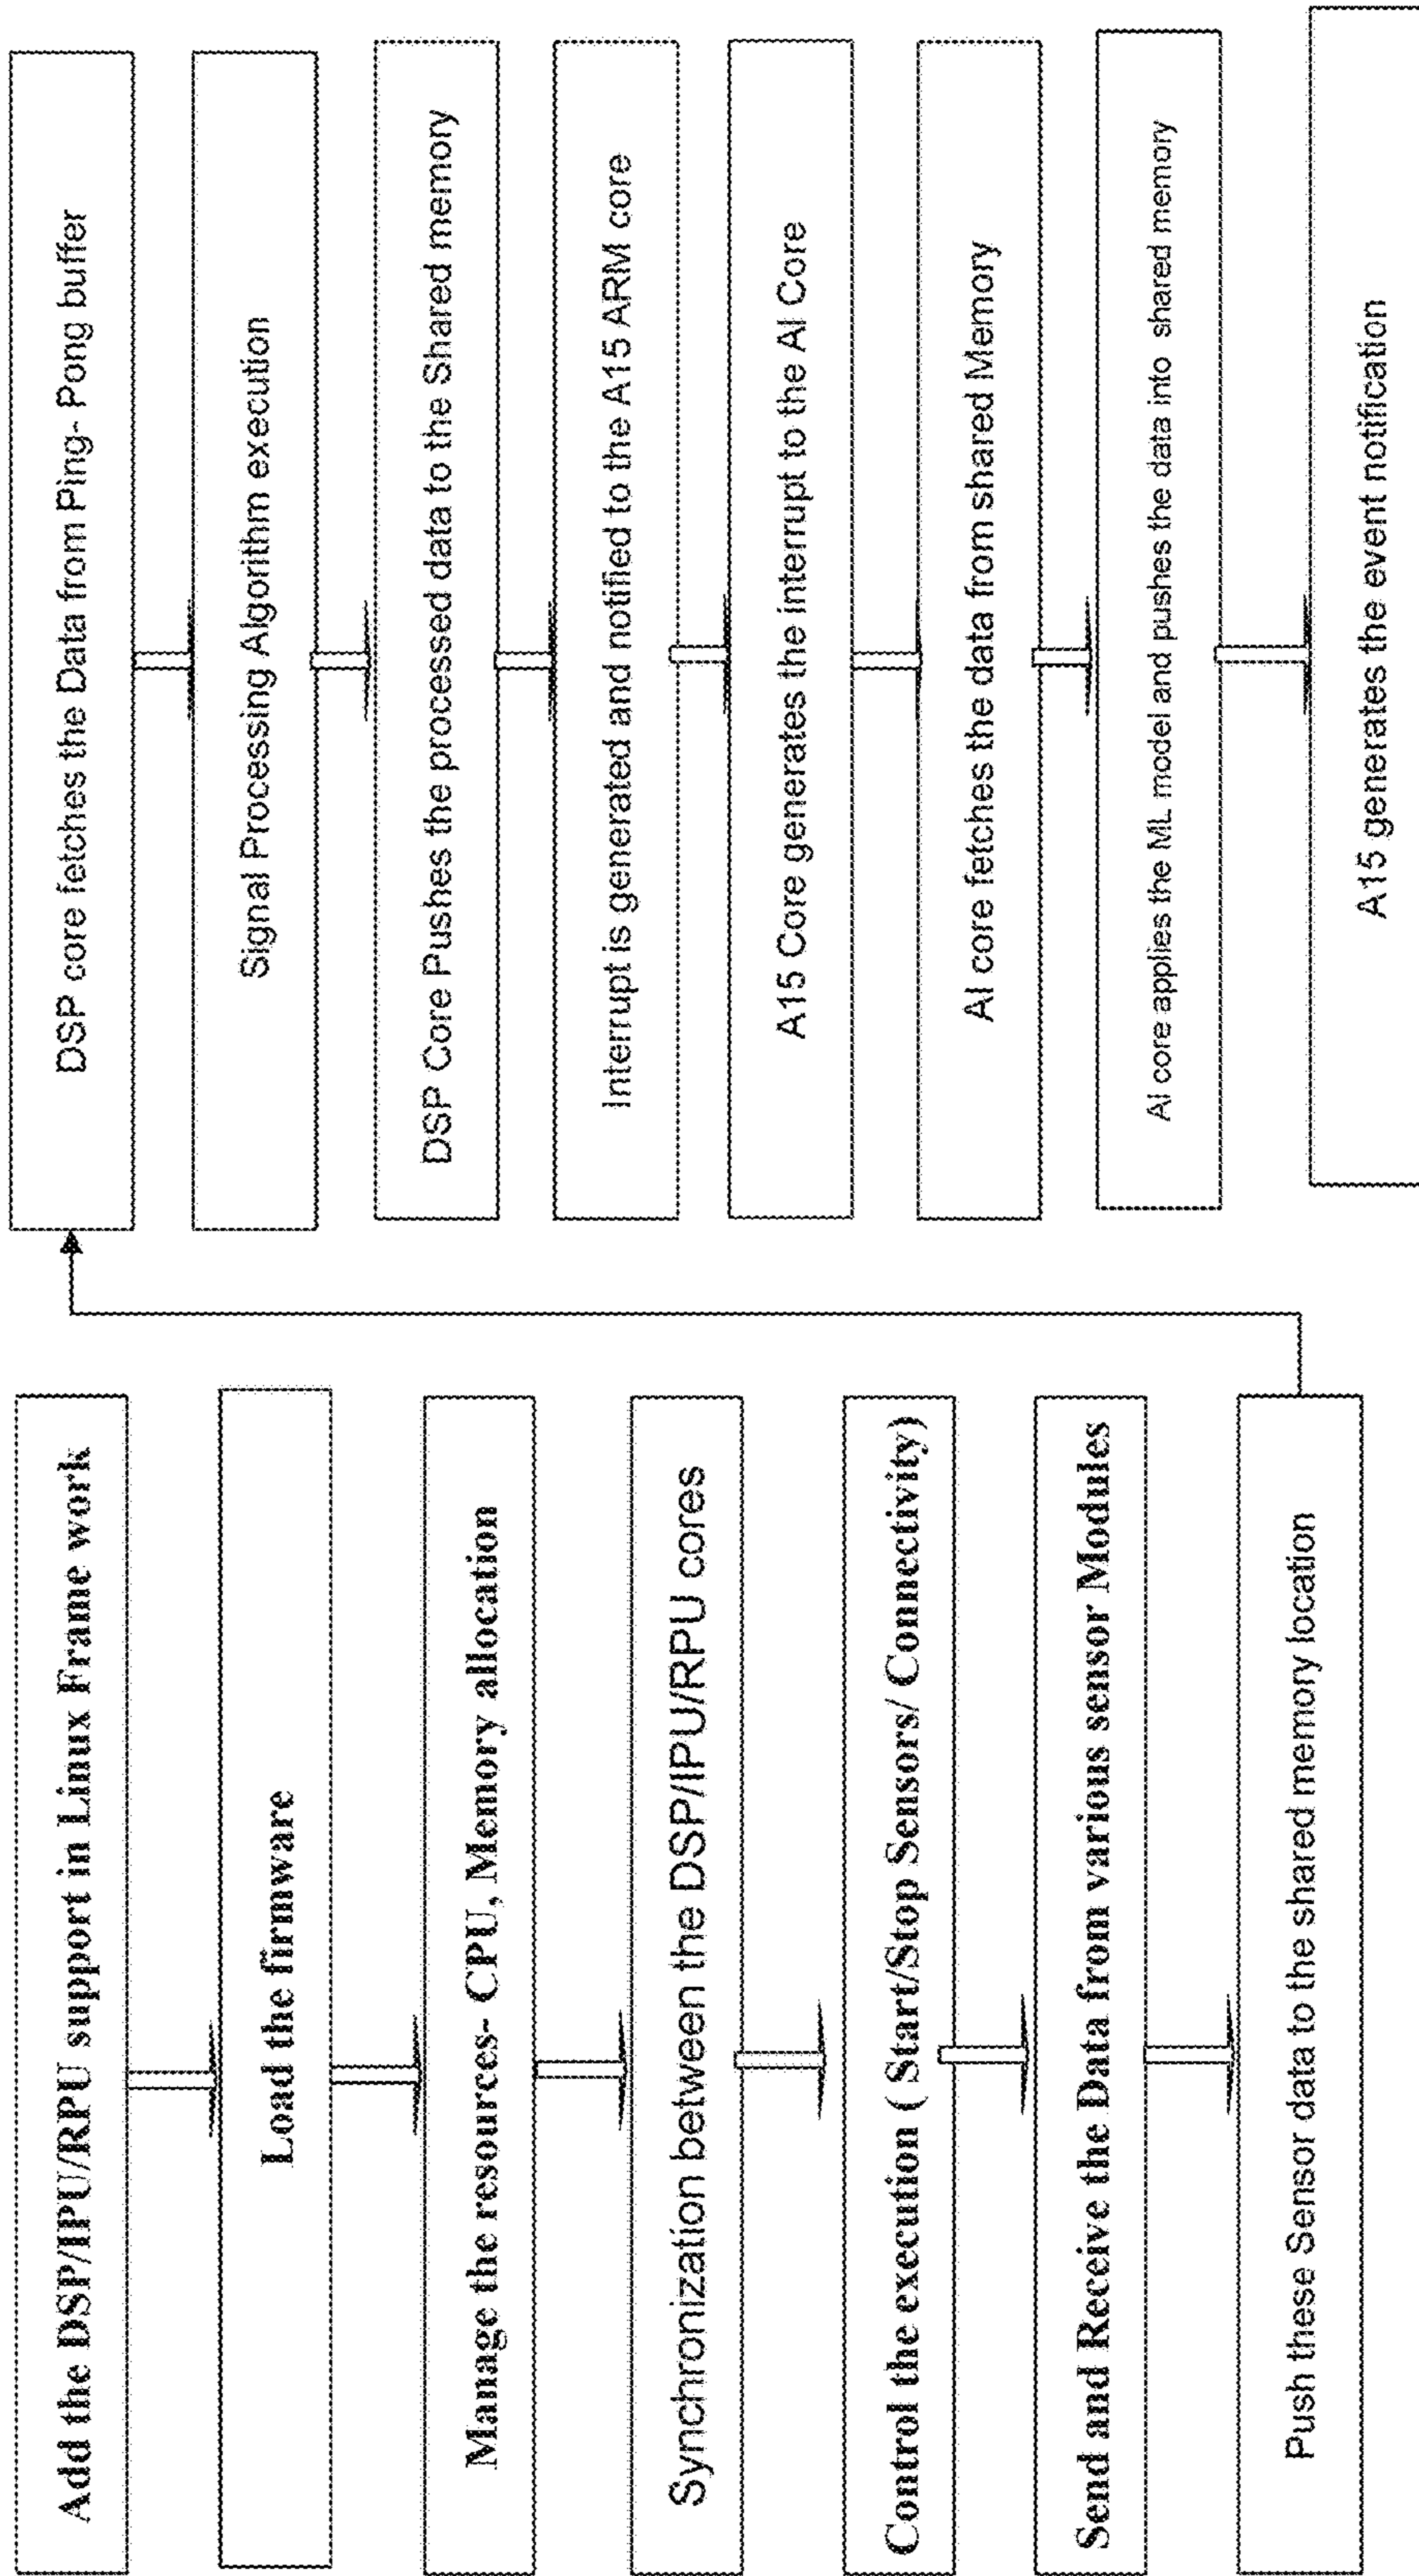 Add the DSP/IPU/RPU support in Linux Frame work
Load the firmware
Manage the resources- CPU, Memory allocation
Synchronization between the DSP/IPU/RPU cores
Control the execution ( Start/Stop Sensors/ Connectivity)
Send and Receive the Data from various sensor Modules
Push these Sensor data to the shared memory location
DSP core fetches the Data from Ping- Pong buffer
Signal Processing Algorithm execution
DSP Core Pushes the processed data to the Shared memory
Interrupt is generated and notified to the A15 ARM core
A15 Core generates the interrupt to the AI Core
AI core fetches the data from shared Memory
AI core applies the ML model and pushes the data into shared memory
A15 generates the event notification